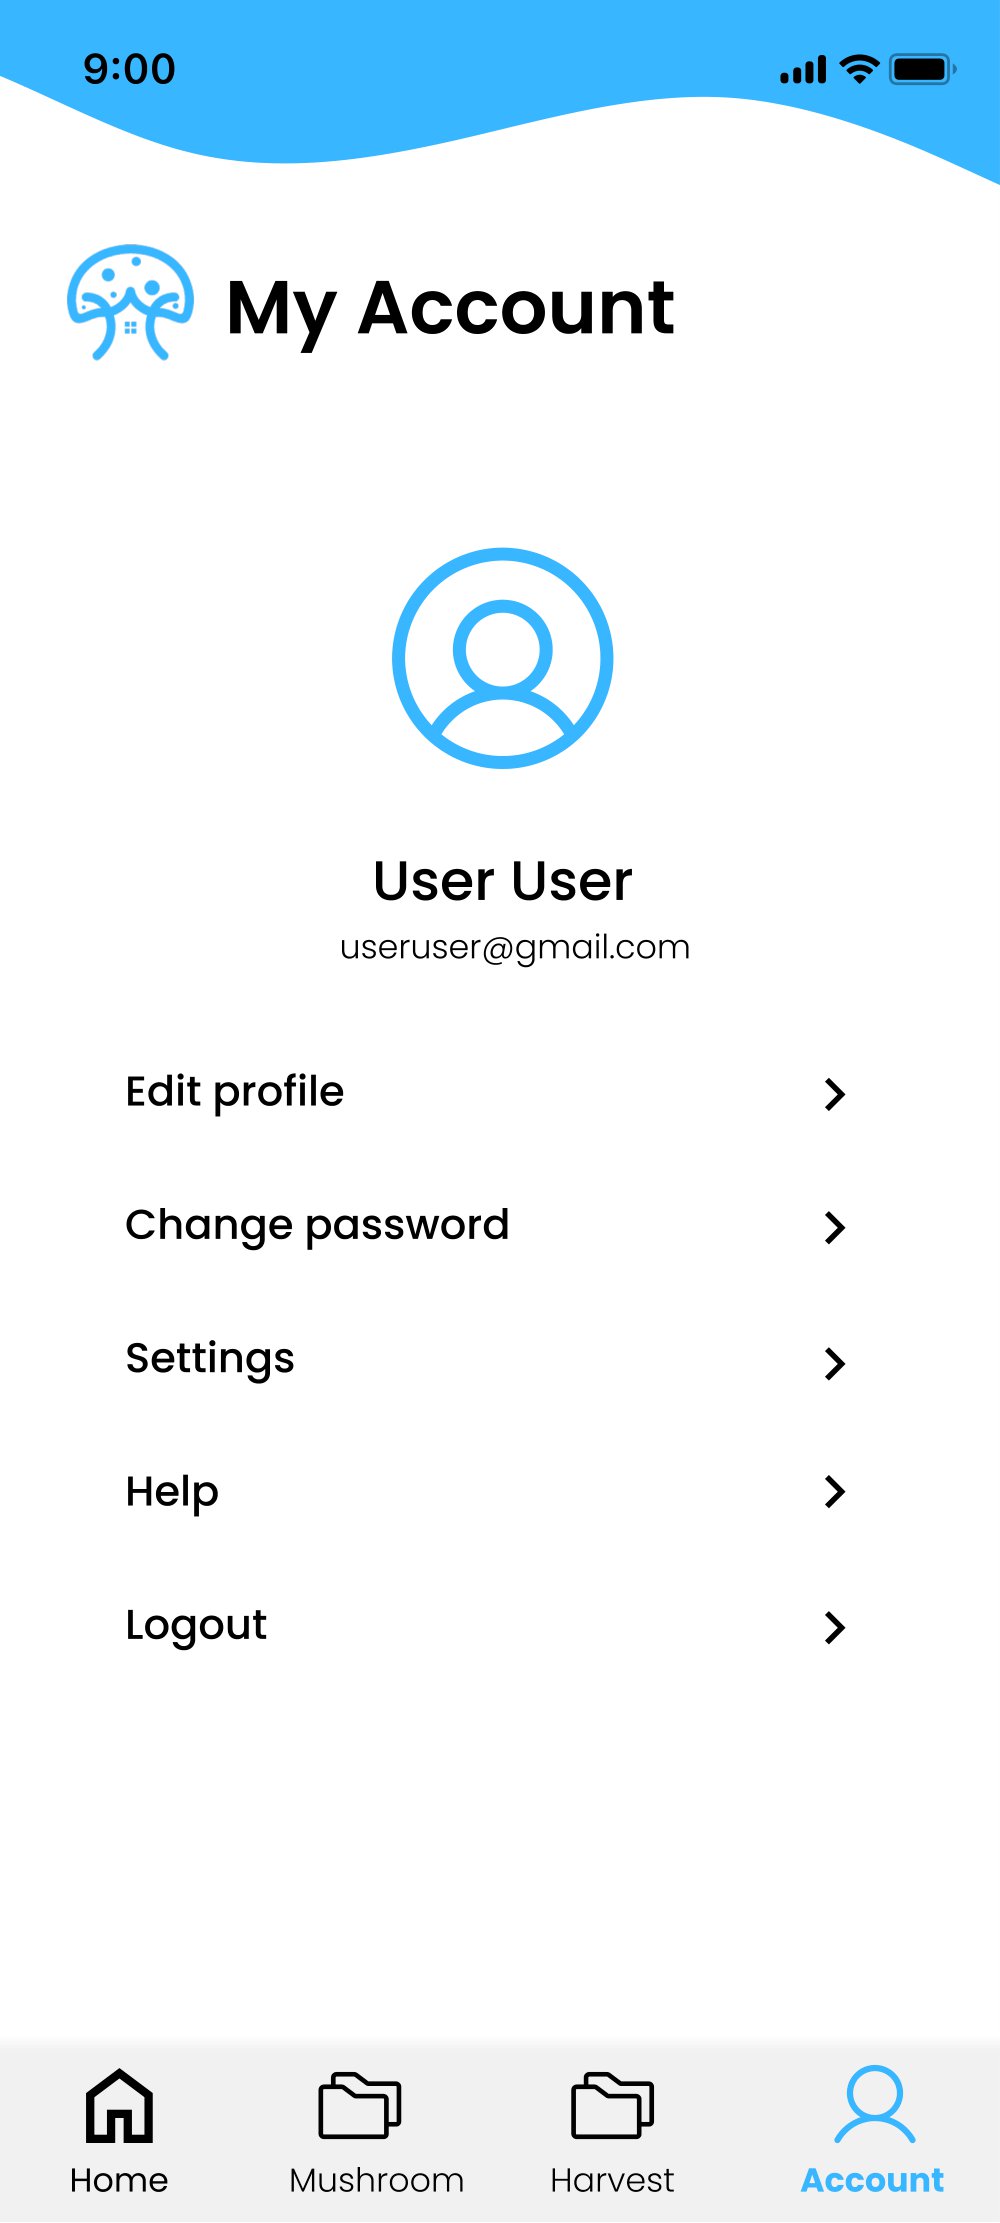 9:00
My Account
User User
useruser@gmail.com
Edit profile
Change password
Settings
Help
Logout
Home
Mushroom
Harvest
Account